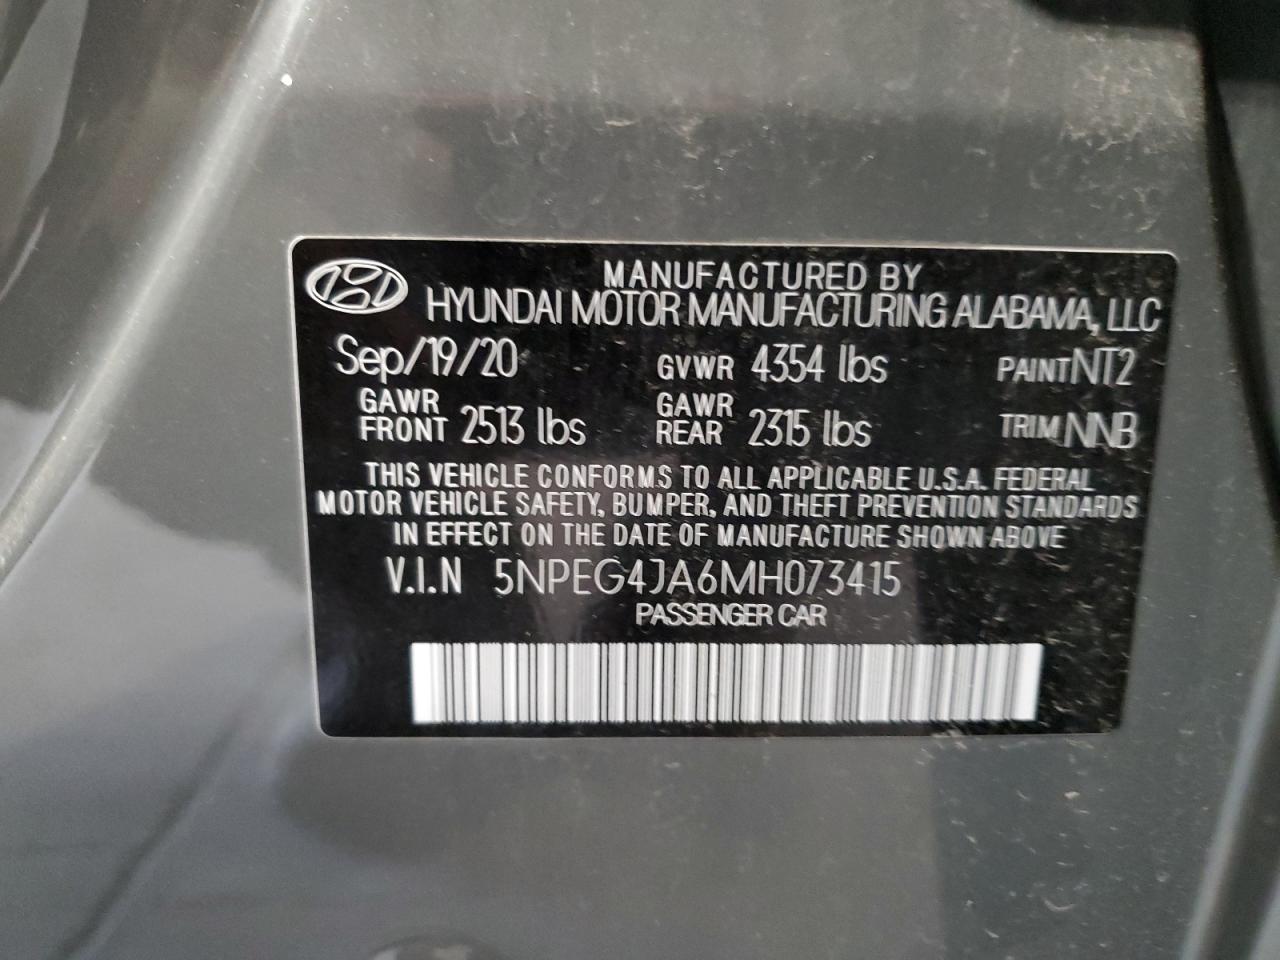 MANUFACTURED BY
HYUNDAI MOTOR MANUFACTURING ALABAMA, LLC
Sep/19/20 GVWR 4354 lbs PAINT NT2
GAWR FRONT 2513 lbs GAWR REAR 2315 lbs TRIM NNB
THIS VEHICLE CONFORMS TO ALL APPLICABLE U.S.A. FEDERAL
MOTOR VEHICLE SAFETY, BUMPER, AND THEFT PREVENTION STANDARDS
IN EFFECT ON THE DATE OF MANUFACTURE SHOWN ABOVE
V.I.N 5NPEG4JA6MH073415
PASSENGER CAR